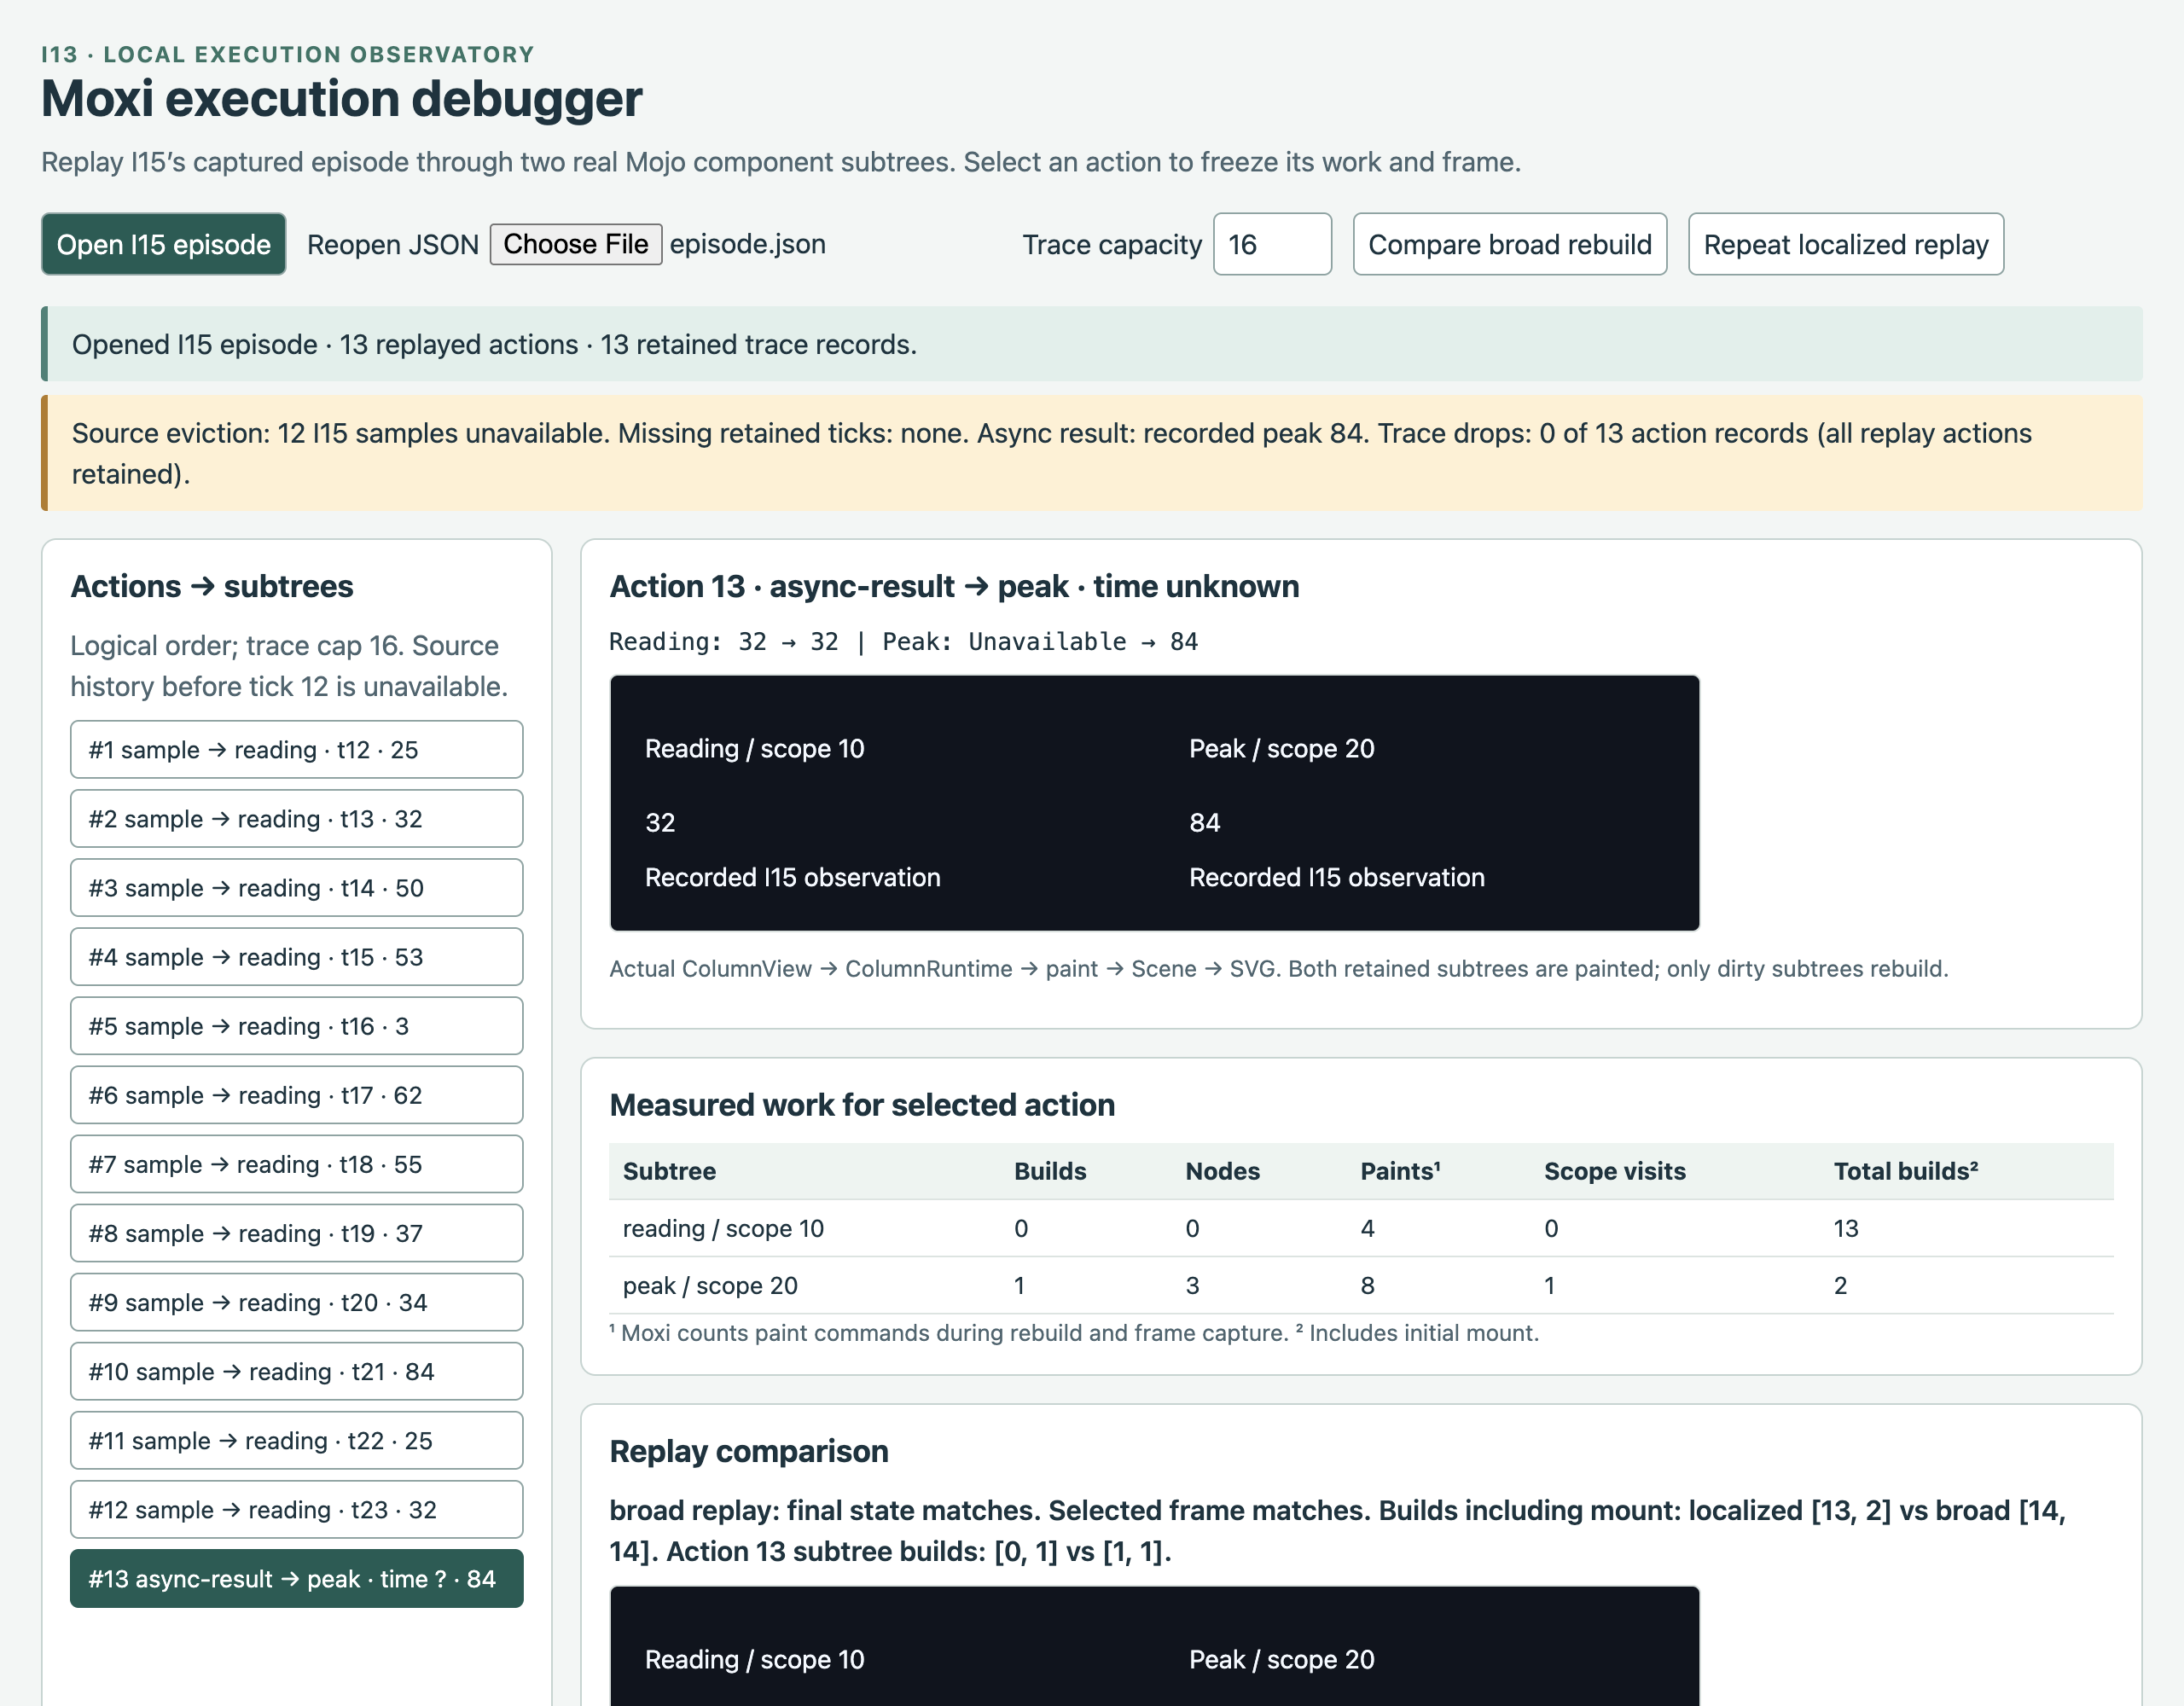 I13 · LOCAL EXECUTION OBSERVATORY
Moxi execution debugger
Replay I15’s captured episode through two real Mojo component subtrees. Select an action to freeze its work and frame.
Open I15 episode
Reopen JSON Choose File episode.json
Trace capacity 16
Compare broad rebuild
Repeat localized replay
Opened I15 episode · 13 replayed actions · 13 retained trace records.
Source eviction: 12 I15 samples unavailable. Missing retained ticks: none. Async result: recorded peak 84. Trace drops: 0 of 13 action records (all replay actions
retained).
Actions → subtrees
Logical order; trace cap 16. Source
history before tick 12 is unavailable.
#1 sample → reading · t12 · 25
#2 sample → reading · t13 · 32
#3 sample → reading · t14 · 50
#4 sample → reading · t15 · 53
#5 sample → reading · t16 · 3
#6 sample → reading · t17 · 62
#7 sample → reading · t18 · 55
#8 sample → reading · t19 · 37
#9 sample → reading · t20 · 34
#10 sample → reading · t21 · 84
#11 sample → reading · t22 · 25
#12 sample → reading · t23 · 32
#13 async-result → peak · time ? · 84
Action 13 · async-result → peak · time unknown
Reading: 32 → 32 | Peak: Unavailable → 84
Reading / scope 10 Peak / scope 20
32 84
Recorded I15 observation Recorded I15 observation
Actual ColumnView → ColumnRuntime → paint → Scene → SVG. Both retained subtrees are painted; only dirty subtrees rebuild.
Measured work for selected action
Subtree Builds Nodes Paints¹ Scope visits Total builds²
reading / scope 10 0 0 4 0 13
peak / scope 20 1 3 8 1 2
¹ Moxi counts paint commands during rebuild and frame capture. ² Includes initial mount.
Replay comparison
broad replay: final state matches. Selected frame matches. Builds including mount: localized [13, 2] vs broad [14,
14]. Action 13 subtree builds: [0, 1] vs [1, 1].
Reading / scope 10 Peak / scope 20